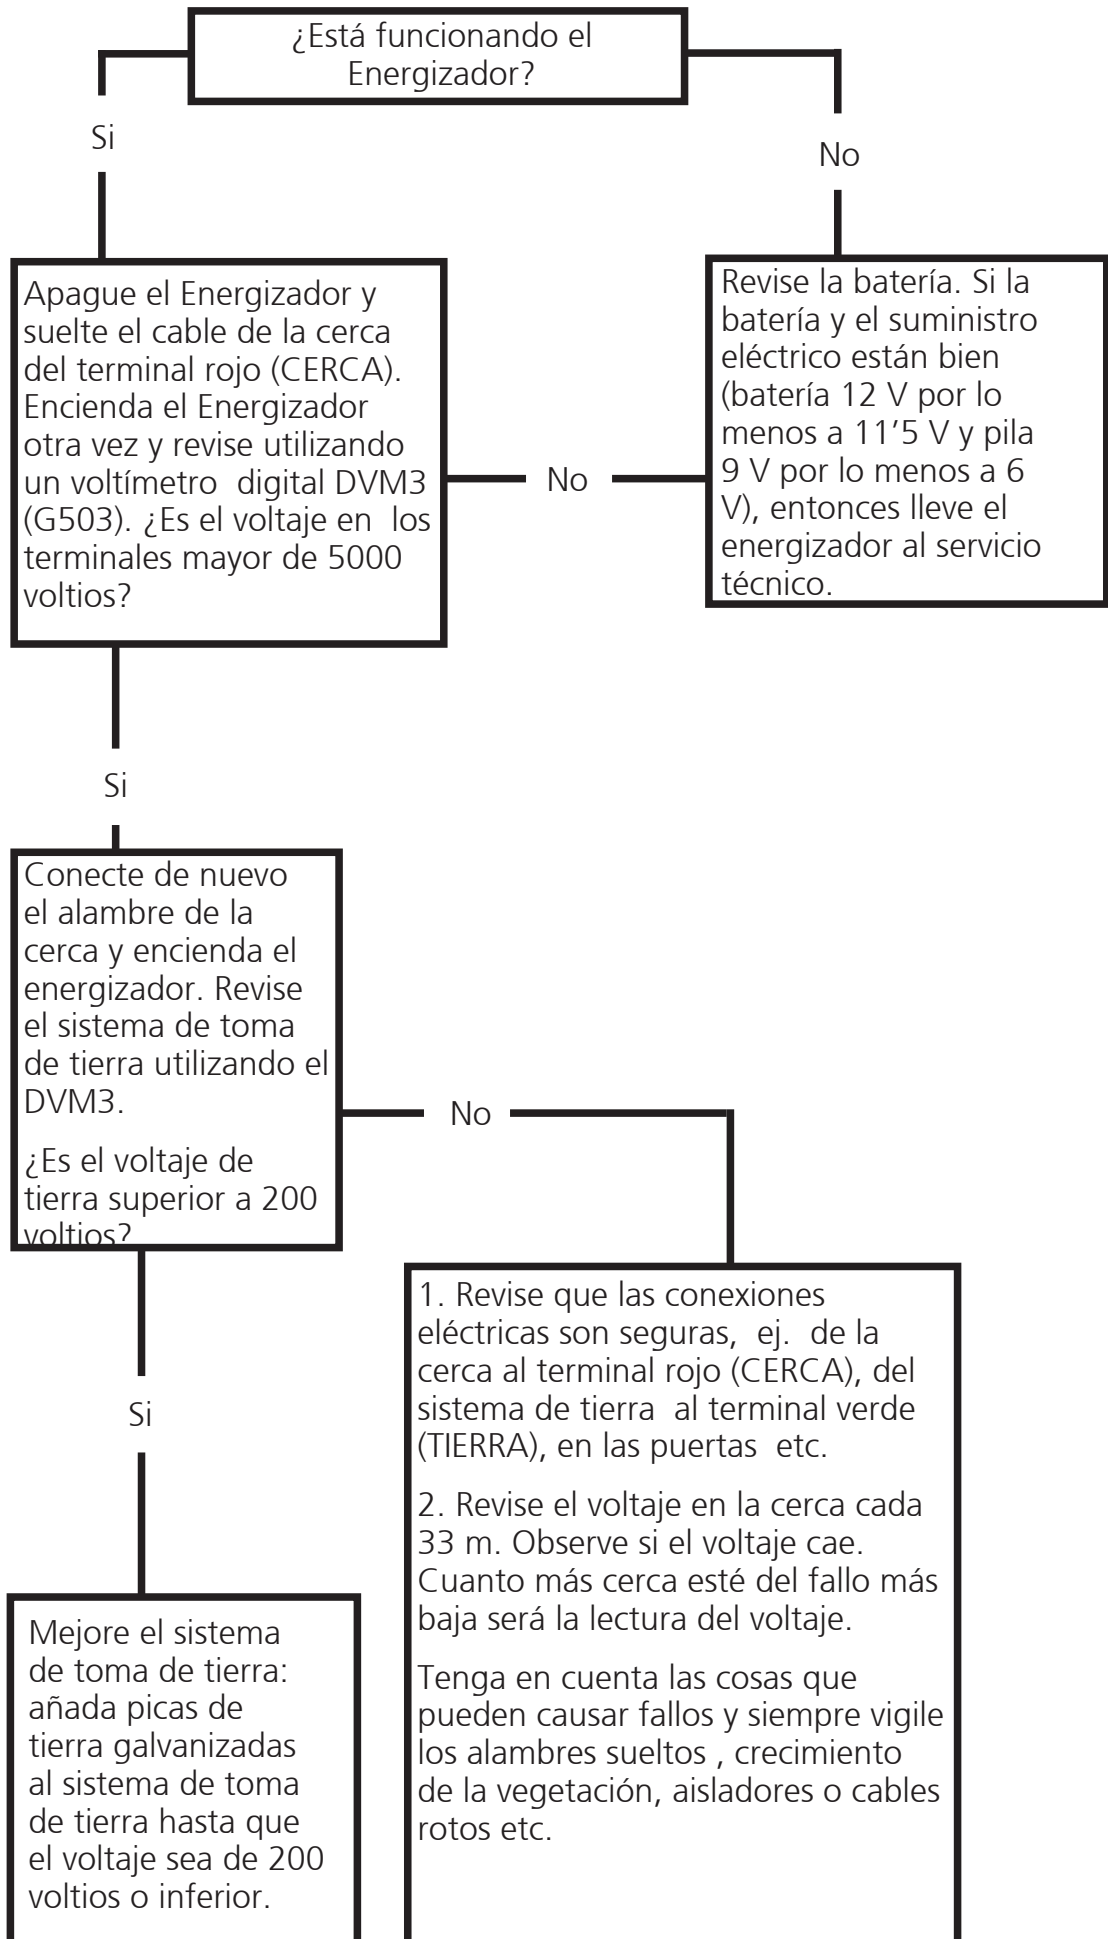 ¿Está funcionando el
Energizador?
Si
No
Apague el Energizador y
suelte el cable de la cerca
del terminal rojo (CERCA).
Encienda el Energizador
otra vez y revise utilizando
un voltímetro digital DVM3
(G503). ¿Es el voltaje en los
terminales mayor de 5000
voltios?
No
Revise la batería. Si la
batería y el suministro
eléctrico están bien
(batería 12 V por lo
menos a 11'5 V y pila
9 V por lo menos a 6
V), entonces lleve el
energizador al servicio
técnico.
Si
Conecte de nuevo
el alambre de la
cerca y encienda el
energizador. Revise
el sistema de toma
de tierra utilizando el
DVM3.
¿Es el voltaje de
tierra superior a 200
voltios?
No
Si
1. Revise que las conexiones
eléctricas son seguras, ej. de la
cerca al terminal rojo (CERCA), del
sistema de tierra al terminal verde
(TIERRA), en las puertas etc.
2. Revise el voltaje en la cerca cada
33 m. Observe si el voltaje cae.
Cuanto más cerca esté del fallo más
baja será la lectura del voltaje.
Tenga en cuenta las cosas que
pueden causar fallos y siempre vigile
los alambres sueltos , crecimiento
de la vegetación, aisladores o cables
rotos etc.
Mejore el sistema
de toma de tierra:
añada picas de
tierra galvanizadas
al sistema de toma
de tierra hasta que
el voltaje sea de 200
voltios o inferior.